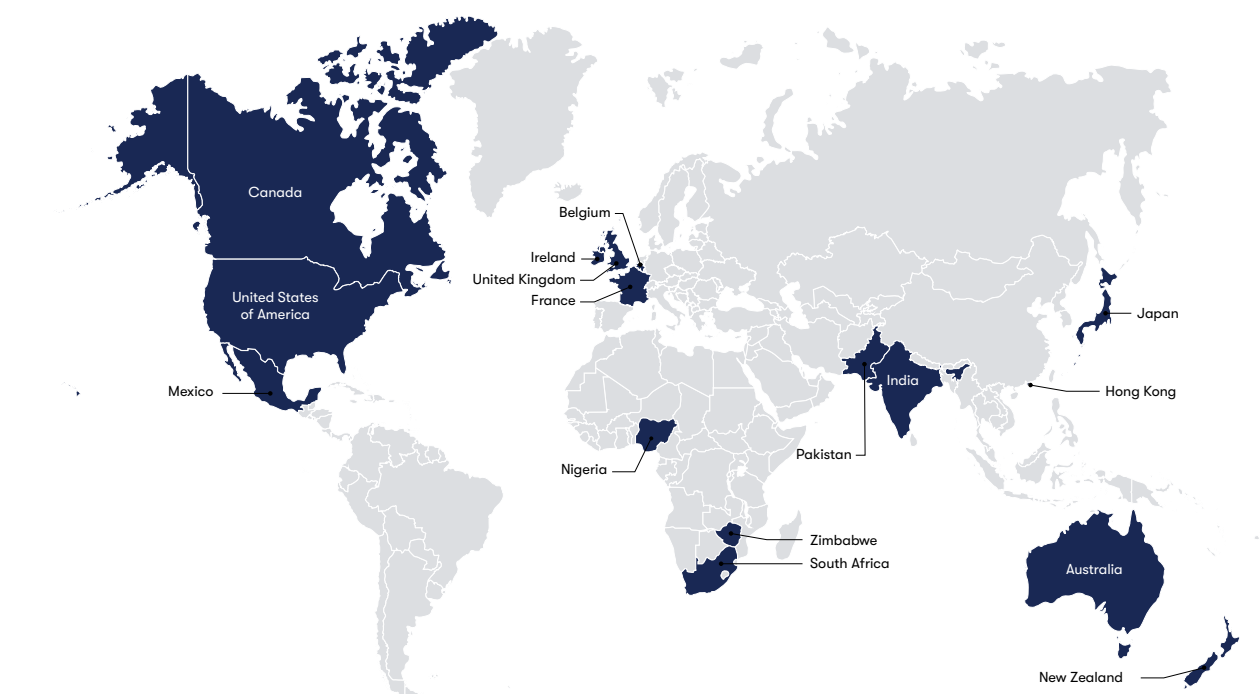 Canada
Belgium
Ireland
United Kingdom
United States
of America
France
Japan
India
Mexico
Hong Kong
Pakistan
Nigeria
Zimbabwe
South Africa
Australia
New Zealand